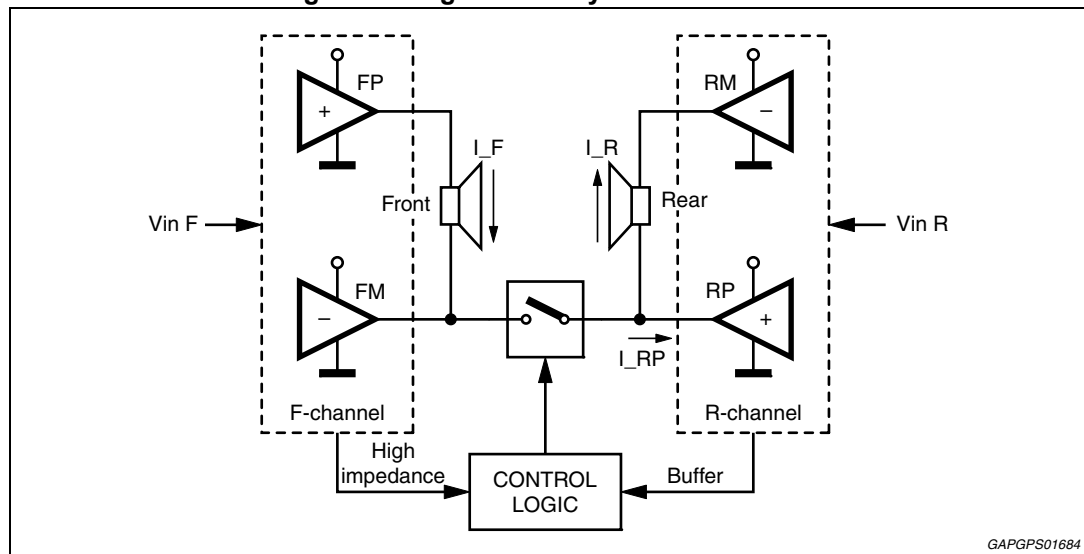 FP
RM
+
−
I_F
I_R
Front
Rear
Vin F
Vin R
FM
RP
−
+
I_RP
F-channel
R-channel
High
impedance
Buffer
CONTROL
LOGIC
GAPGPS01684